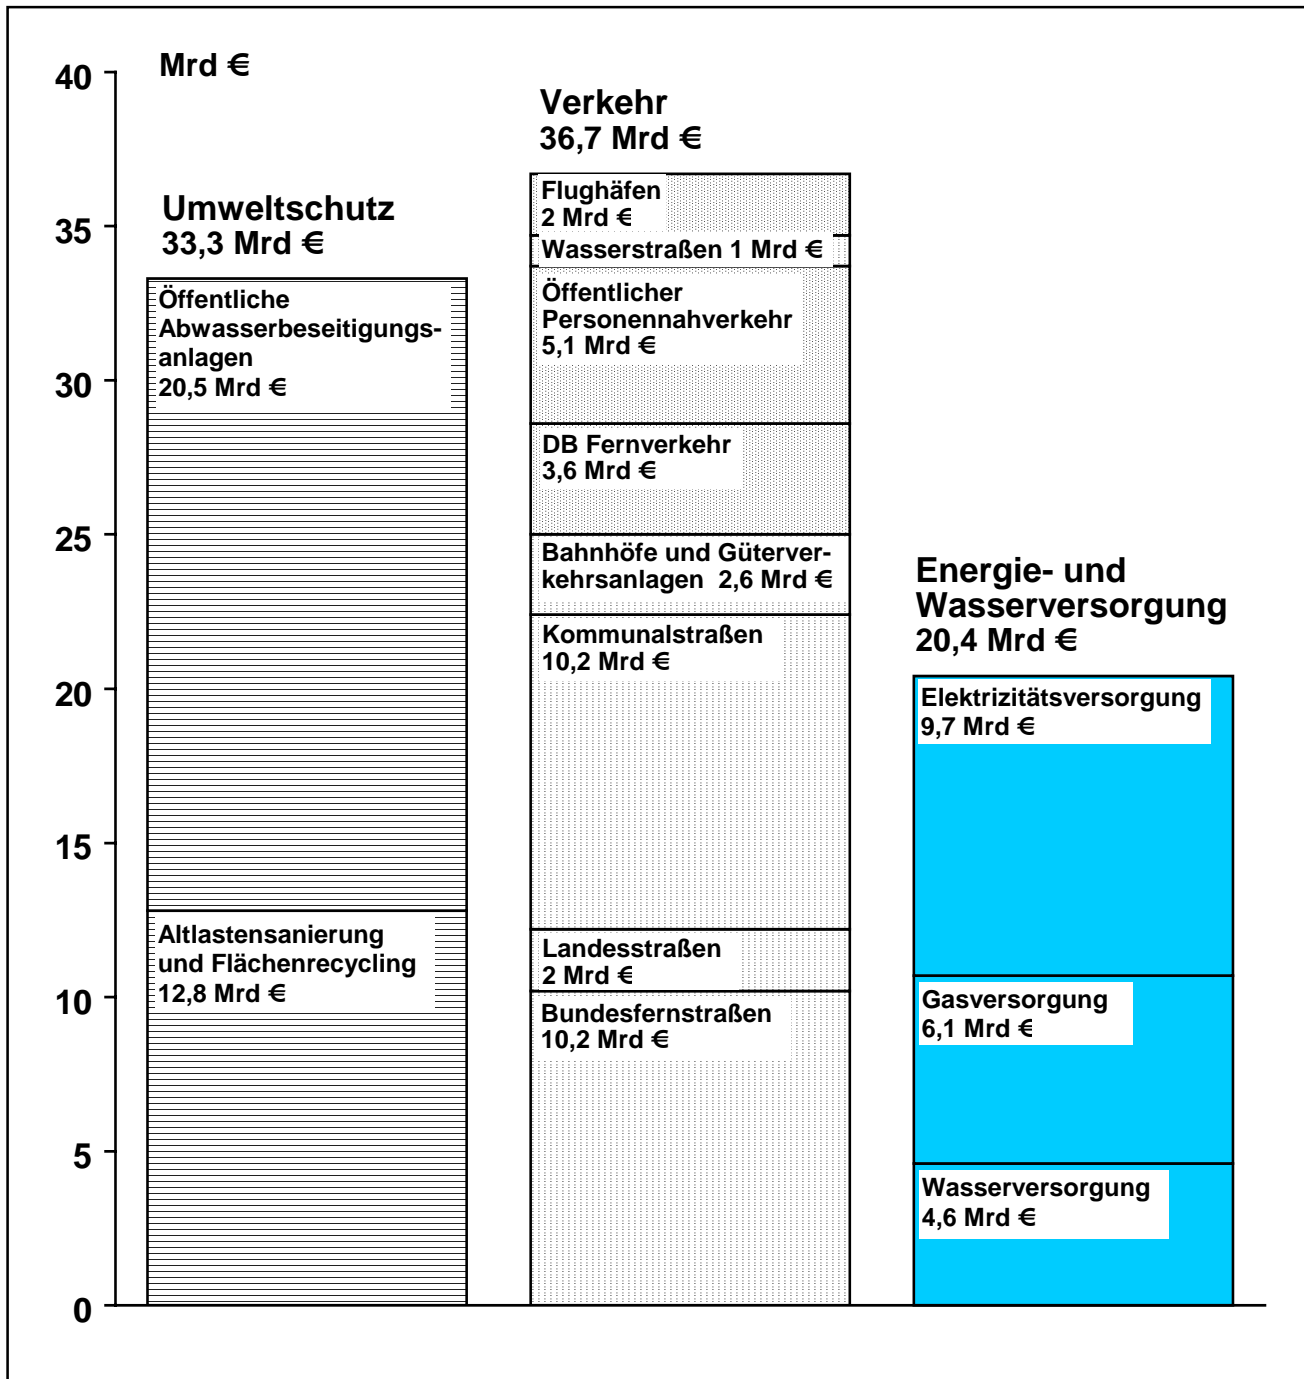 Mrd €
40
35
30
25
20
15
10
5
0
Umweltschutz
33,3 Mrd €
Öffentliche
Abwasserbeseitigungs-
anlagen
20,5 Mrd €
Altlastensanierung
und Flächenrecycling
12,8 Mrd €
Verkehr
36,7 Mrd €
Flughäfen
2 Mrd €
Wasserstraßen 1 Mrd €
Öffentlicher
Personennahverkehr
5,1 Mrd €
DB Fernverkehr
3,6 Mrd €
Bahnhöfe und Güterver-
kehrsanlagen 2,6 Mrd €
Kommunalstraßen
10,2 Mrd €
Landesstraßen
2 Mrd €
Bundesfernstraßen
10,2 Mrd €
Energie- und
Wasserversorgung
20,4 Mrd €
Elektrizitätsversorgung
9,7 Mrd €
Gasversorgung
6,1 Mrd €
Wasserversorgung
4,6 Mrd €